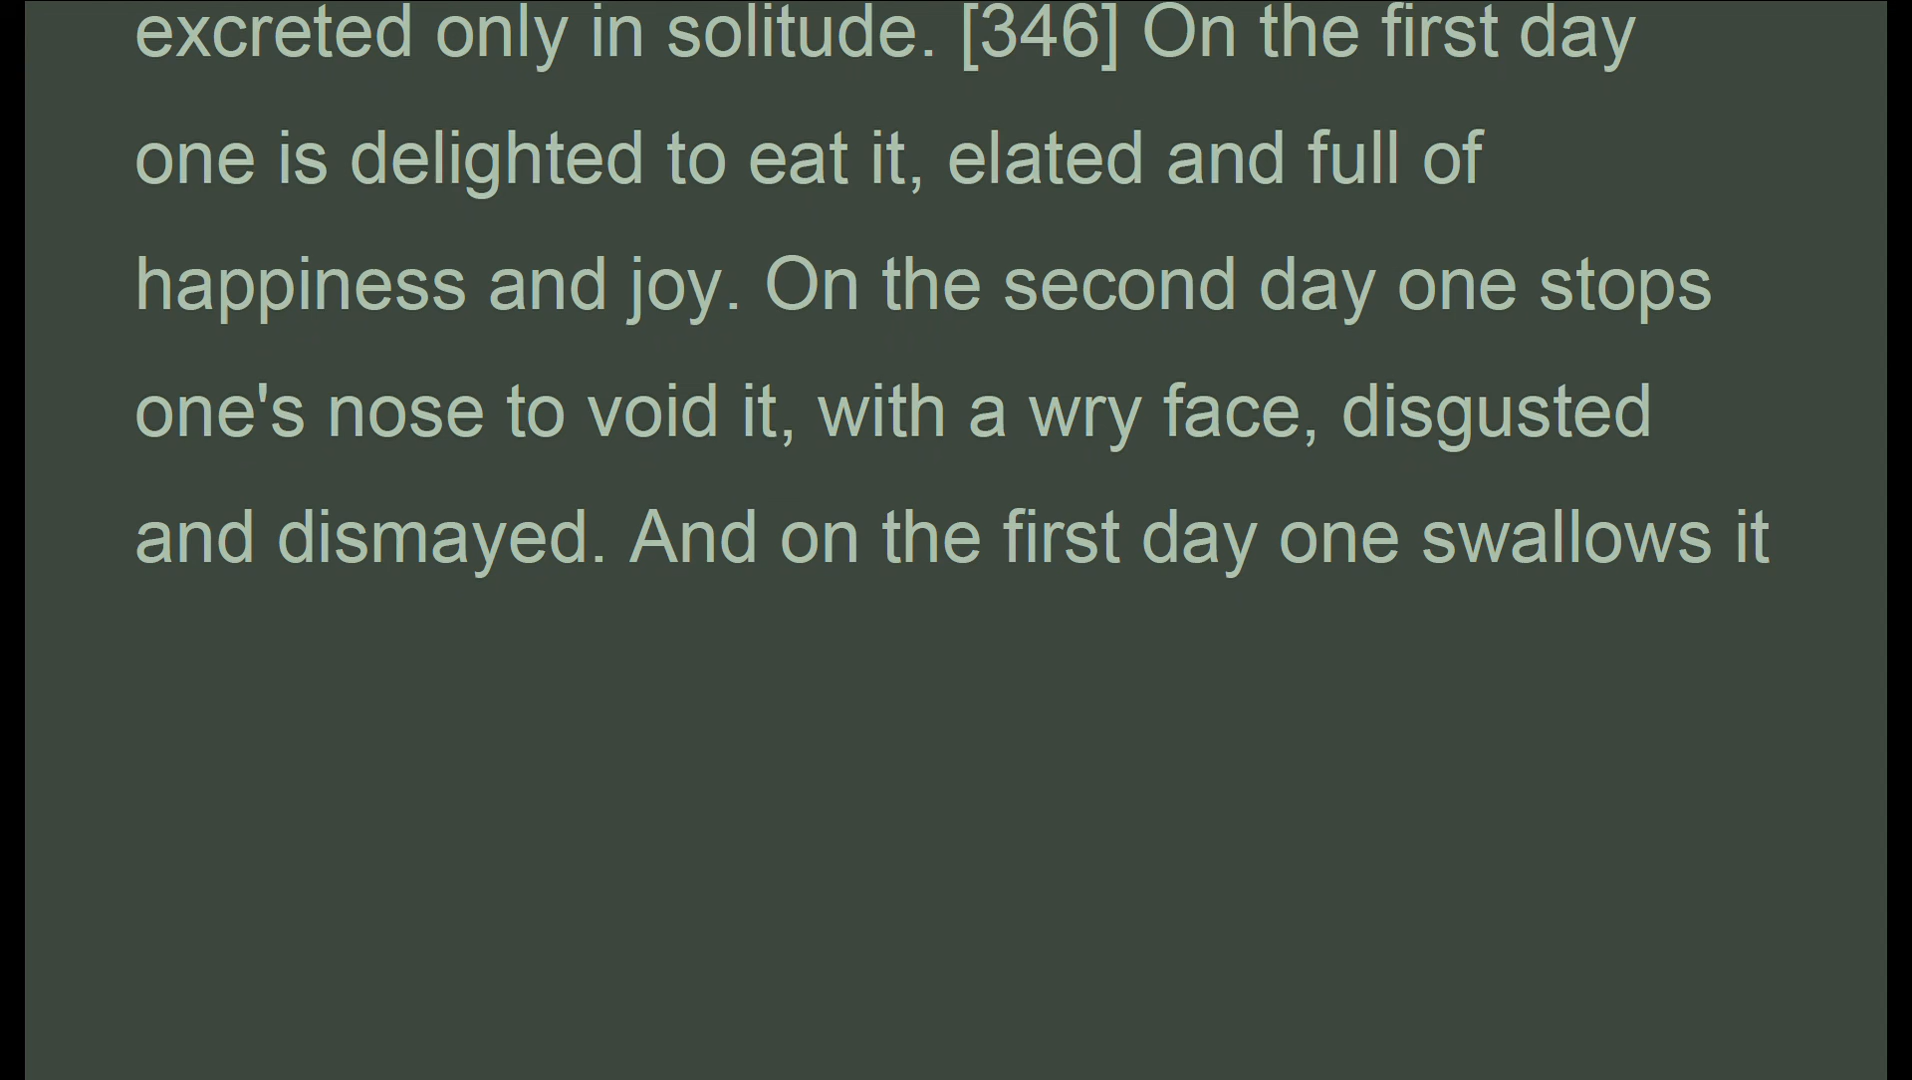 excreted only in solitude. [346] On the first day
one is delighted to eat it, elated and full of
happiness and joy. On the second day one stops
one's nose to void it, with a wry face, disgusted
and dismayed. And on the first day one swallows it